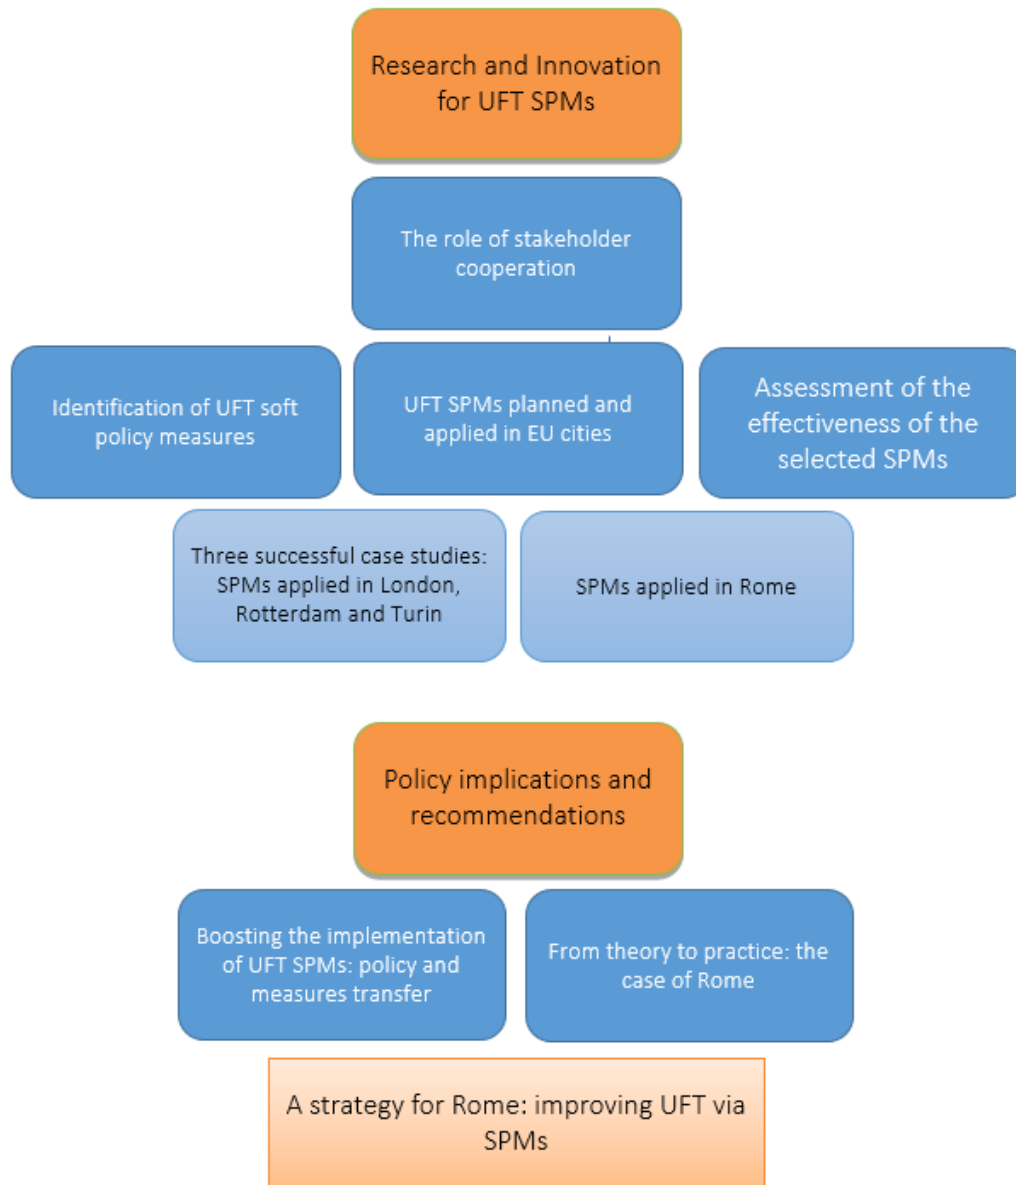 Research and Innovation
for UFT SPMs
The role of stakeholder
cooperation
Identification of UFT soft
policy measures
UFT SPMs planned and
applied in EU cities
Assessment of the
effectiveness of the
selected SPMs
Three successful case studies:
SPMs applied in London,
Rotterdam and Turin
SPMs applied in Rome
Policy implications and
recommendations
Boosting the implementation
of UFT SPMs: policy and
measures transfer
From theory to practice: the
case of Rome
A strategy for Rome: improving UFT via
SPMs